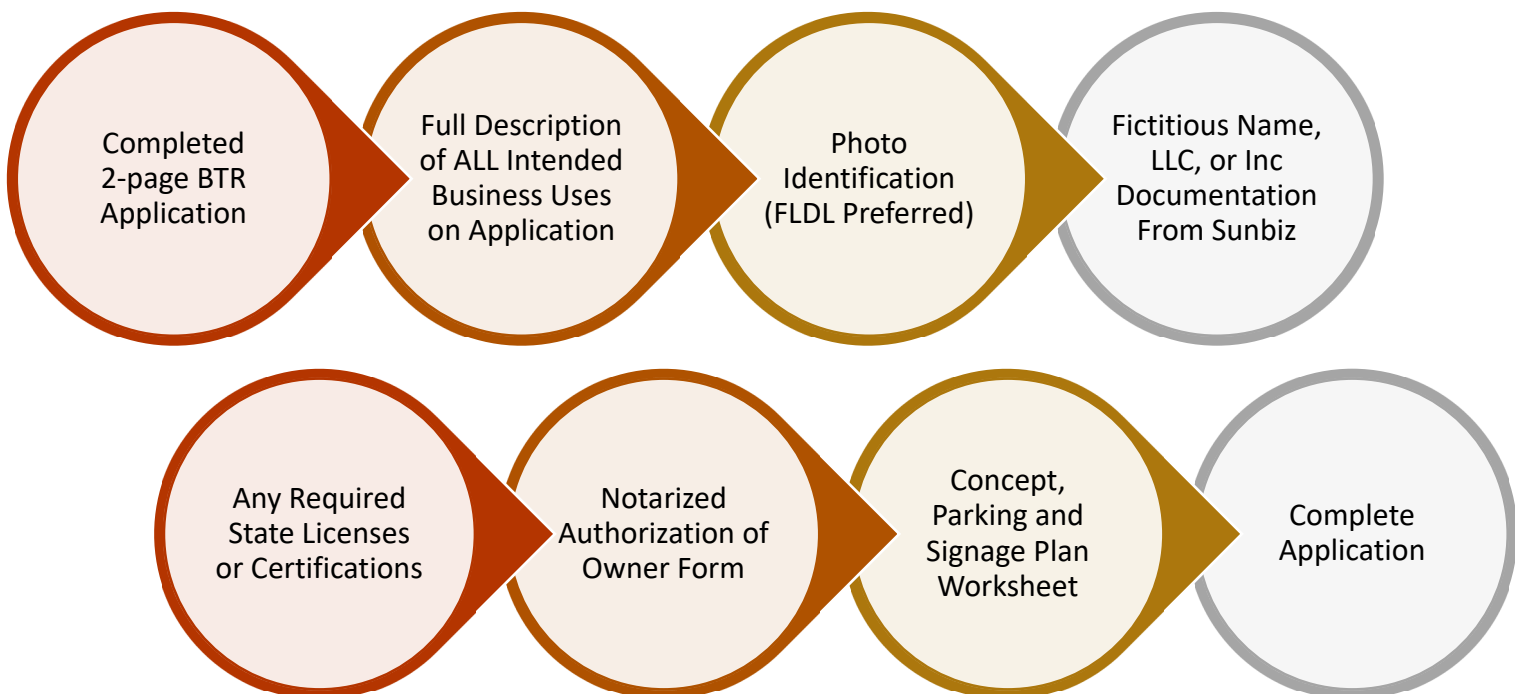 Completed
2-page BTR
Application
Full Description
of ALL Intended
Business Uses
on Application
Photo
Identification
(FLDL Preferred)
Fictitious Name,
LLC, or Inc
Documentation
From Sunbiz
Any Required
State Licenses
or Certifications
Notarized
Authorization of
Owner Form
Concept,
Parking and
Signage Plan
Worksheet
Complete
Application